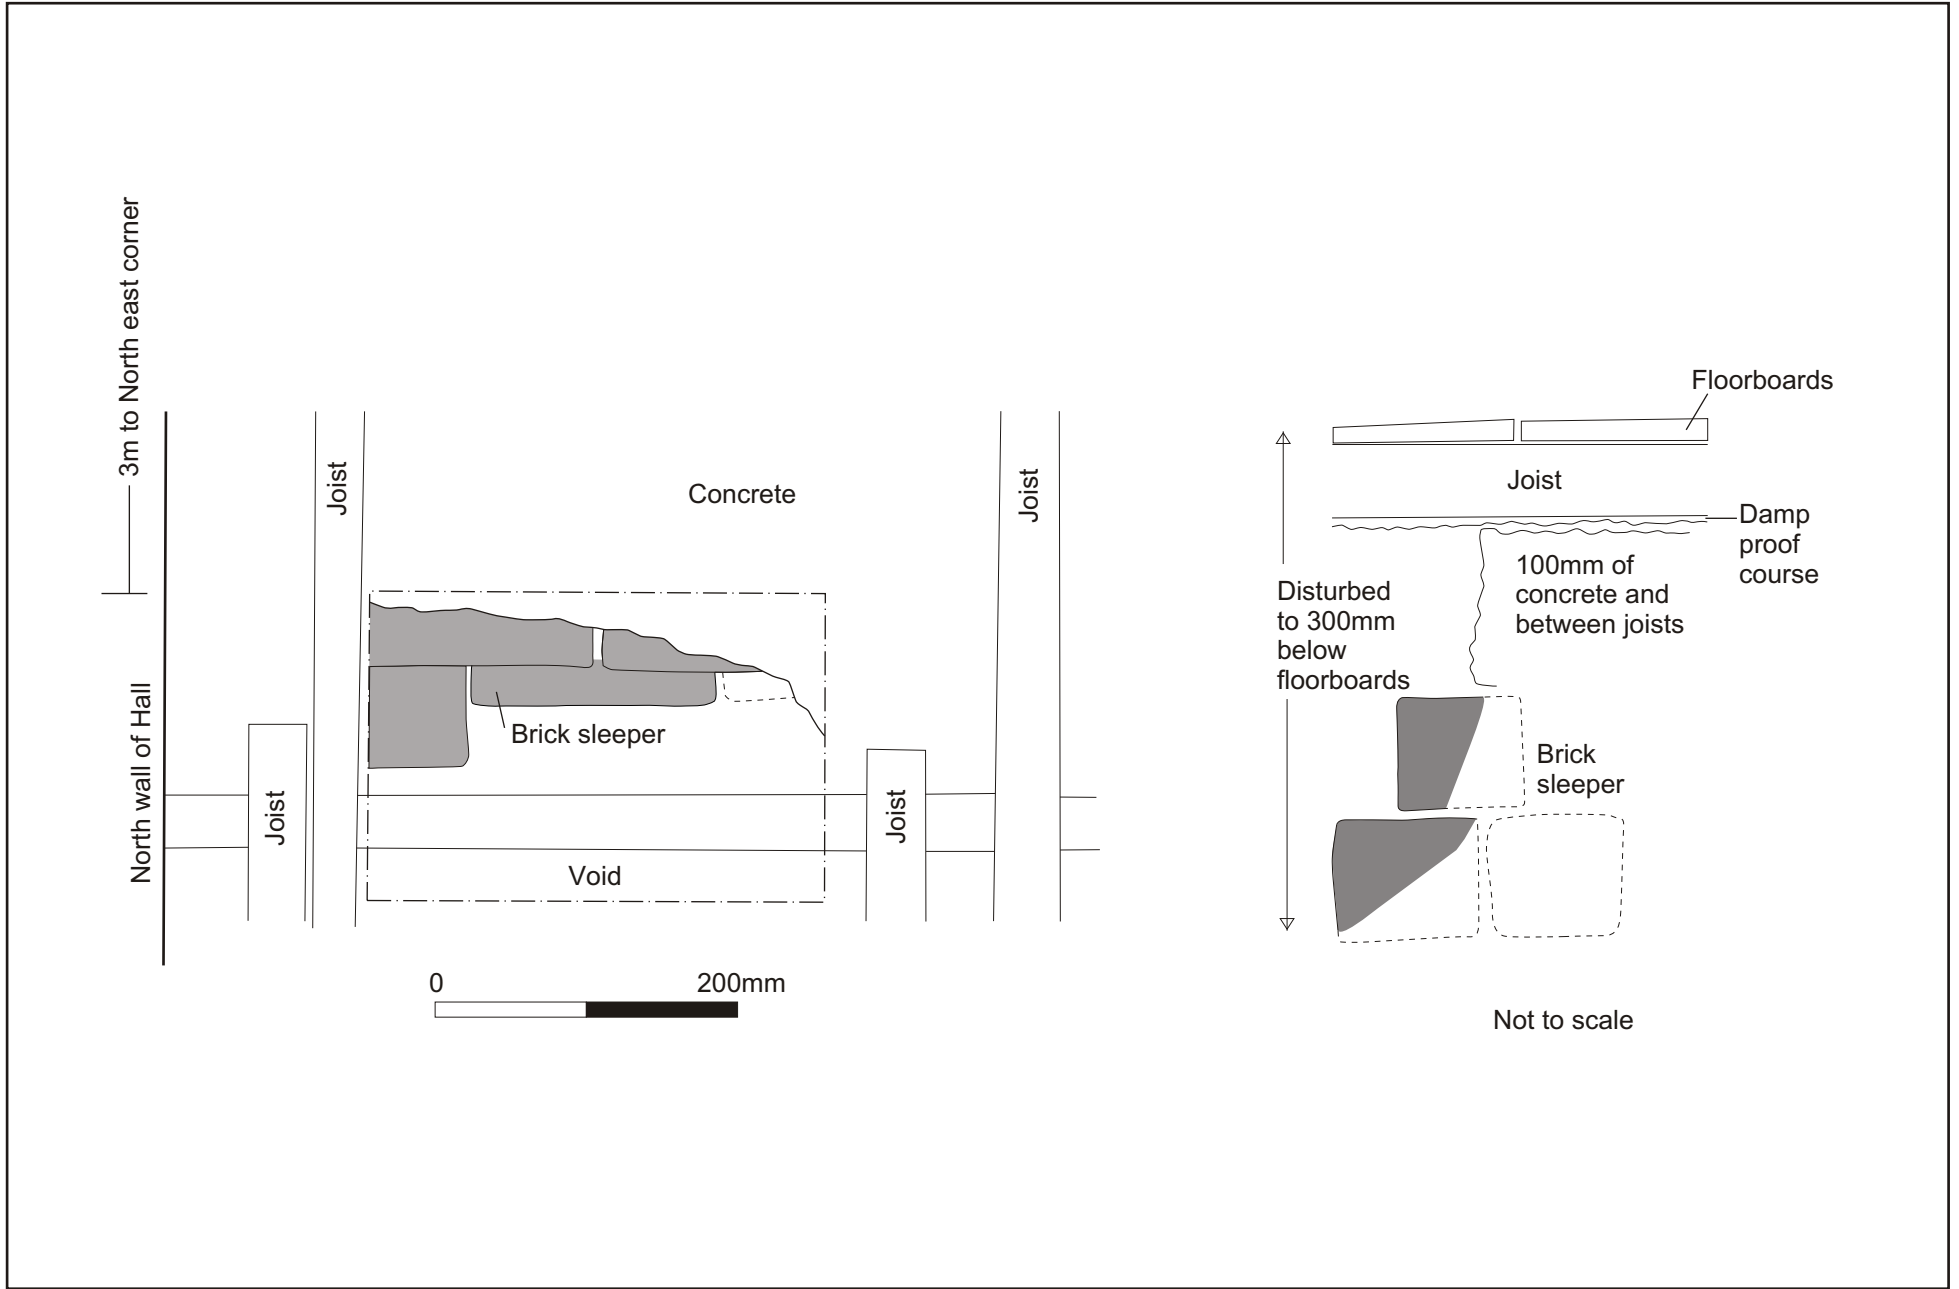 3m to North east corner
North wall of Hall
Joist
Joist
Concrete
Brick sleeper
Void
Joist
Joist
0
200mm
Floorboards
Joist
Damp
proof
course
100mm of
concrete and
between joists
Disturbed
to 300mm
below
floorboards
Brick
sleeper
Not to scale